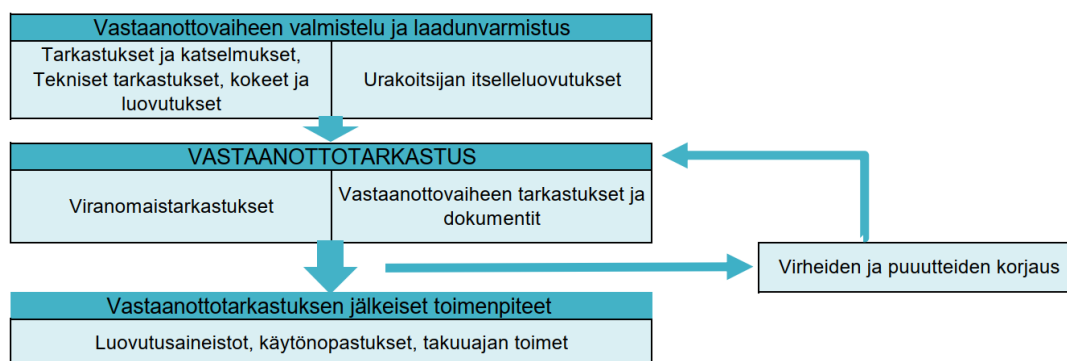 Vastaanottovaiheen valmistelu ja laadunvarmistus
Tarkastukset ja katselmukset,
Tekniset tarkastukset, kokeet ja
luovutukset
Urakoitsijan itselleluovutukset
VASTAANOTTOTARKASTUS
Viranomaistarkastukset
Vastaanottovaiheen tarkastukset ja
dokumentit
Virheiden ja puuutteiden korjaus
Vastaanottotarkastuksen jälkeiset toimenpiteet
Luovutusaineistot, käytönopastukset, takuuajan toimet